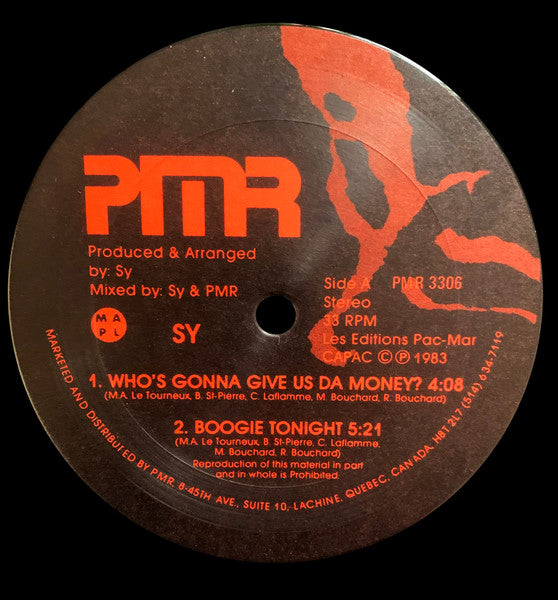 PMR
Produced & Arranged
by: Sy
Mixed by: Sy & PMR
M A
P L
SY
Side A PMR 3306
Stereo
33 RPM
Les Editions Pac-Mar
CAPAC © ℗ 1983
1. WHO'S GONNA GIVE US DA MONEY? 4:08
(M.A. Le Tourneux, B. St-Pierre, C. Laflamme, M. Bouchard, R. Bouchard)
2. BOOGIE TONIGHT 5:21
(M.A. Le Tourneux, B. St-Pierre, C. Laflamme,
M. Bouchard, R Bouchard)
Reproduction of this material in part
and in whole is Prohibited.
MARKETED AND DISTRIBUTED BY PMR. 8-45TH AVE., SUITE 10, LACHINE, QUEBEC, CANADA, H8T 2L7 (514) 634-7119